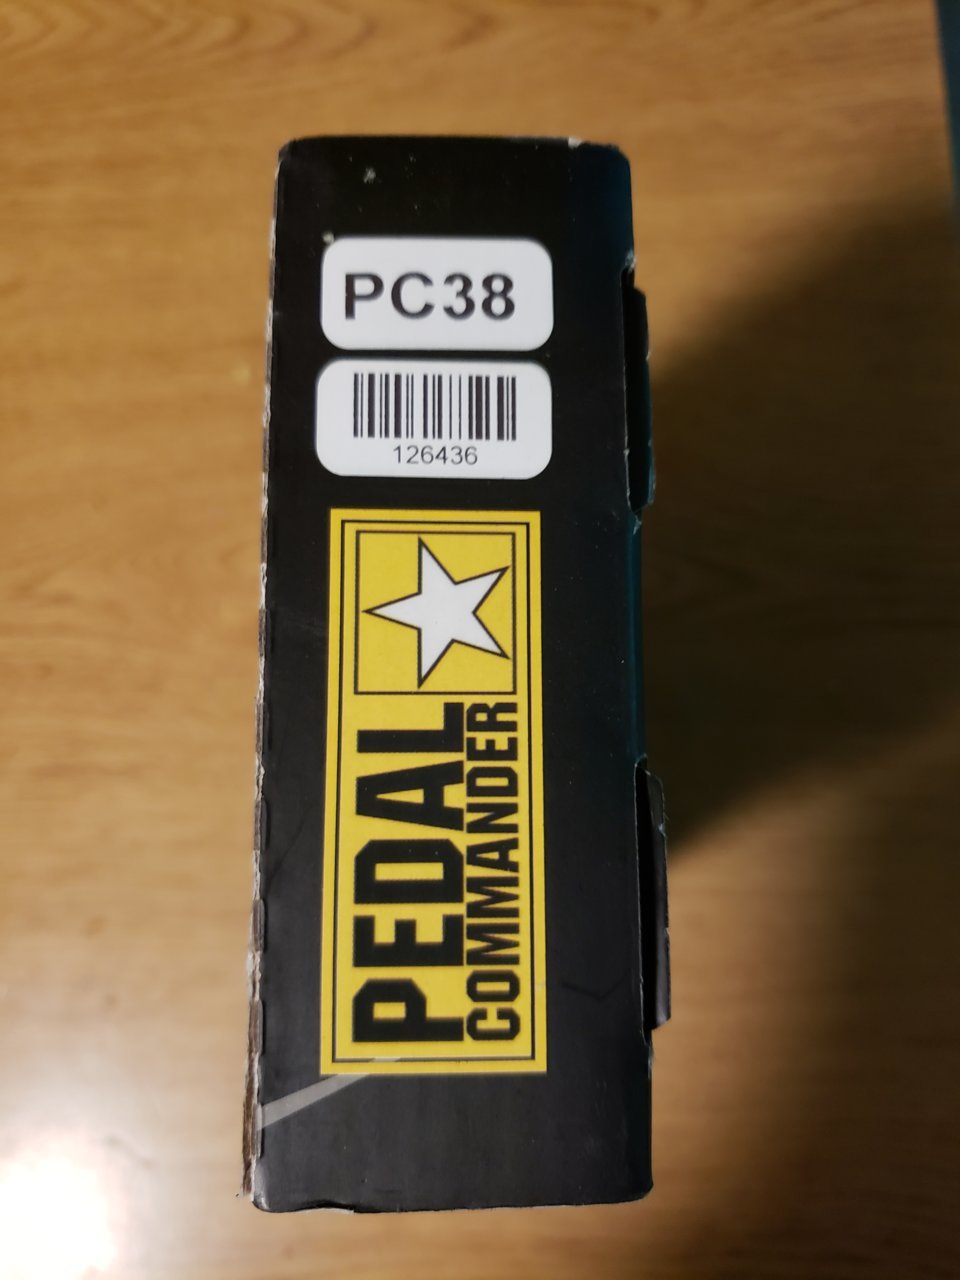 PC38
126436
PEDAL
COMMANDER